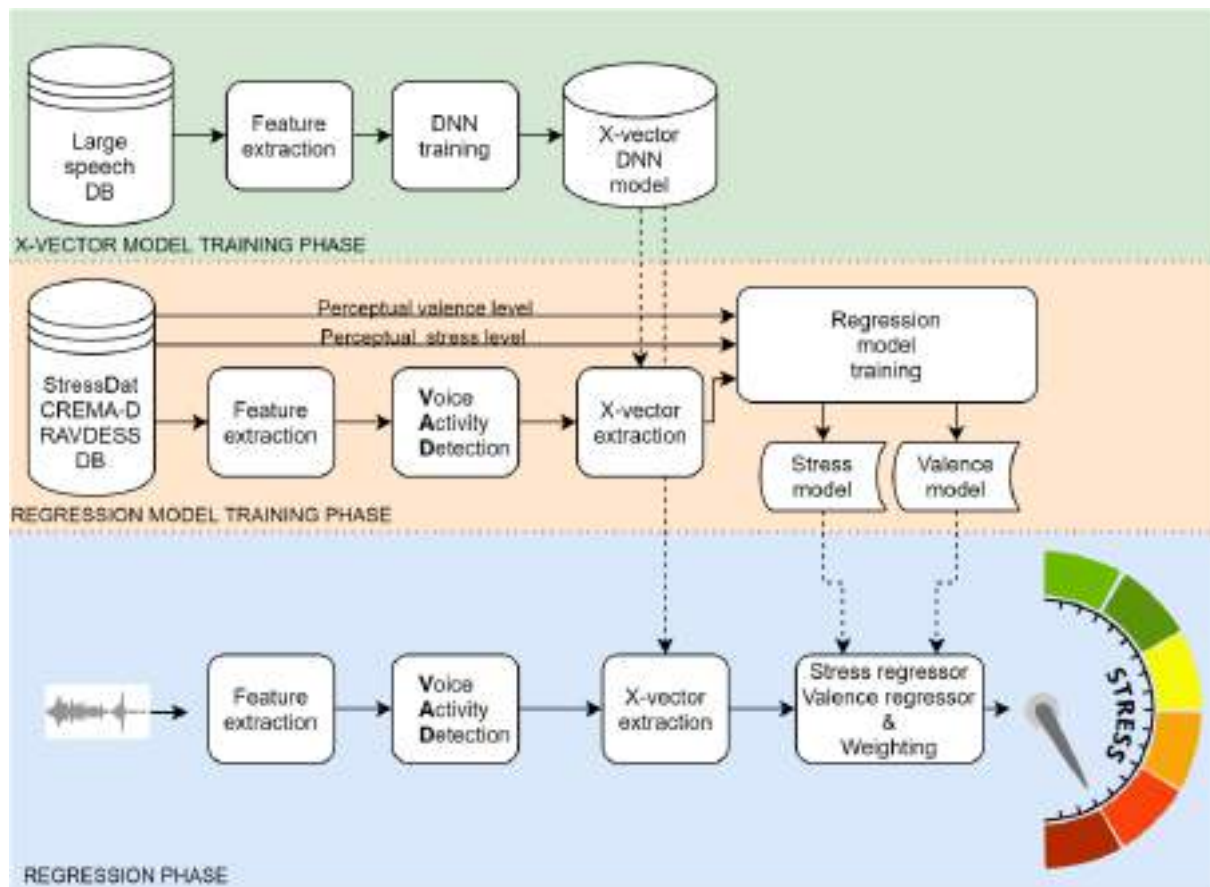 Large
speech
DB
Feature
extraction
DNN
training
X-vector
DNN
model
X-VECTOR MODEL TRAINING PHASE
Perceptual valence level
Perceptual stress level
StressDat
CREMA-D
RAVDESS
DB
Feature
extraction
Voice
Activity
Detection
X-vector
extraction
Regression
model
training
Stress
model
Valence
model
REGRESSION MODEL TRAINING PHASE
Feature
extraction
Voice
Activity
Detection
X-vector
extraction
Stress regressor
Valence regressor
&
Weighting
STRESS
REGRESSION PHASE